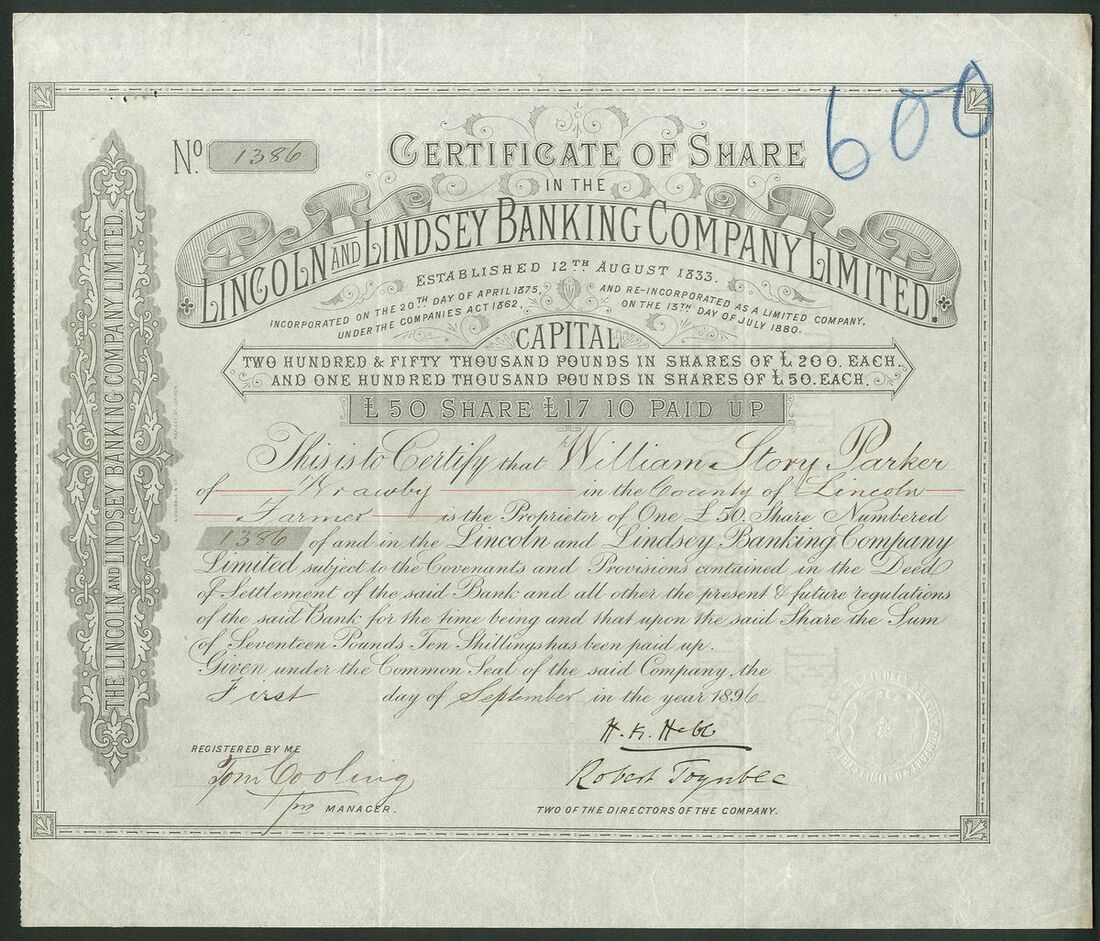 600
No 1386
CERTIFICATE OF SHARE
IN THE
LINCOLN AND LINDSEY BANKING COMPANY LIMITED.
ESTABLISHED 12TH AUGUST 1833.
INCORPORATED ON THE 20TH DAY OF APRIL 1875,
UNDER THE COMPANIES ACT 1862,
AND RE-INCORPORATED AS A LIMITED COMPANY,
ON THE 13TH DAY OF JULY 1880.
CAPITAL
TWO HUNDRED & FIFTY THOUSAND POUNDS IN SHARES OF £200. EACH.
AND ONE HUNDRED THOUSAND POUNDS IN SHARES OF £50. EACH.
£50 SHARE £17 10 PAID UP
This is to Certify that William Story Parker
of Wrawby in the County of Lincoln
Farmer is the Proprietor of One £50. Share Numbered
1386 of and in the Lincoln and Lindsey Banking Company
Limited subject to the Covenants and Provisions contained in the Deed
of Settlement of the said Bank and all other the present & future regulations
of the said Bank for the time being and that upon the said Share the Sum
of Seventeen Pounds Ten Shillings has been paid up.
Given under the Common Seal of the said Company, the
First day of September in the year 1896
REGISTERED BY ME
Tom Cooling
MANAGER.
H. K. Hebb
Robert Toynbee
TWO OF THE DIRECTORS OF THE COMPANY.
THE LINCOLN AND LINDSEY BANKING COMPANY LIMITED.